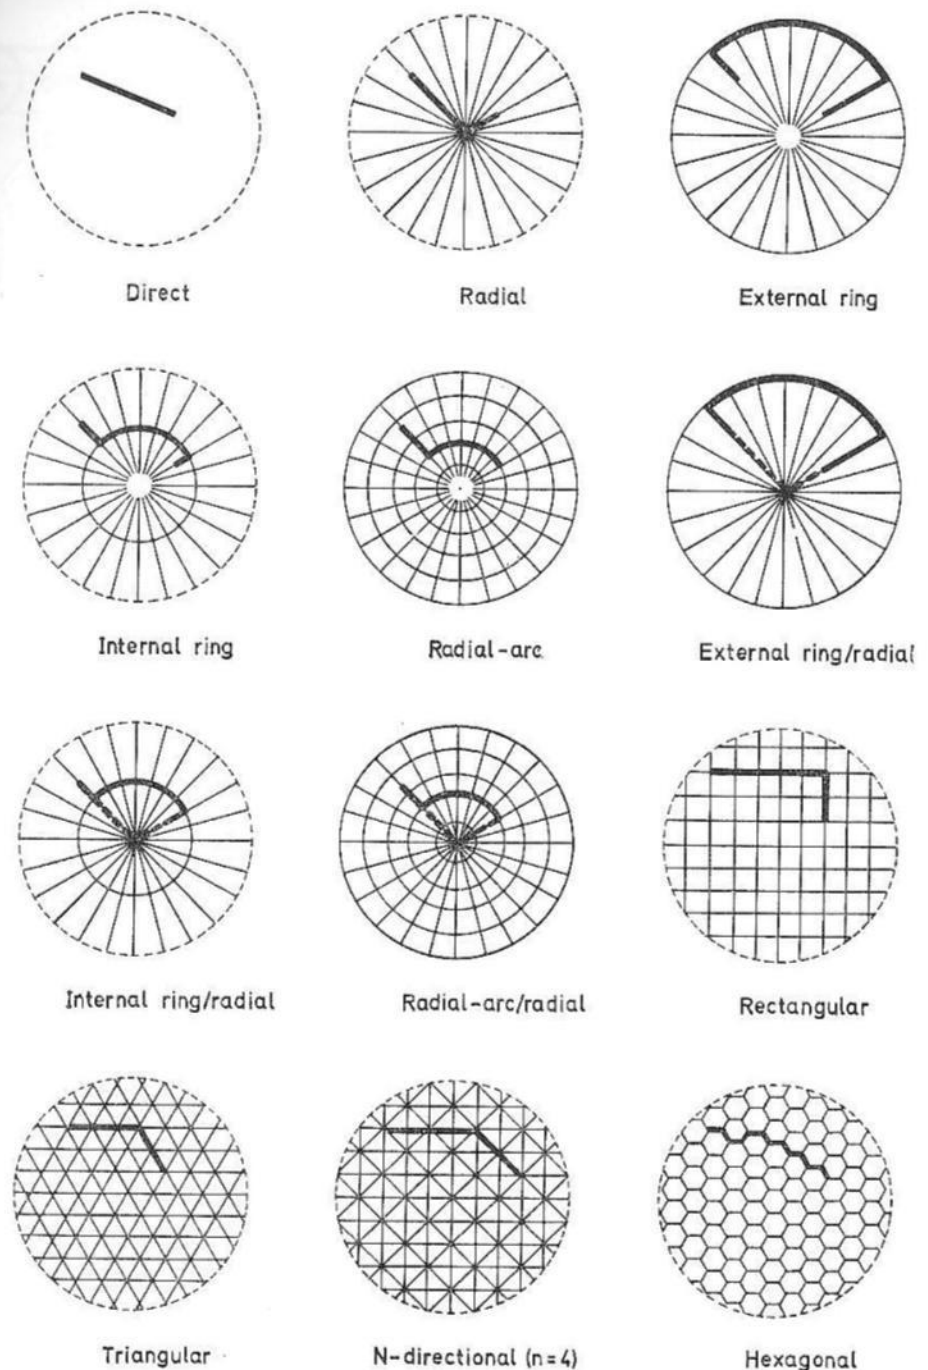 Direct
Radial
External ring
Internal ring
Radial-arc
External ring/radial
Internal ring/radial
Radial-arc/radial
Rectangular
Triangular
N-directional (n=4)
Hexagonal